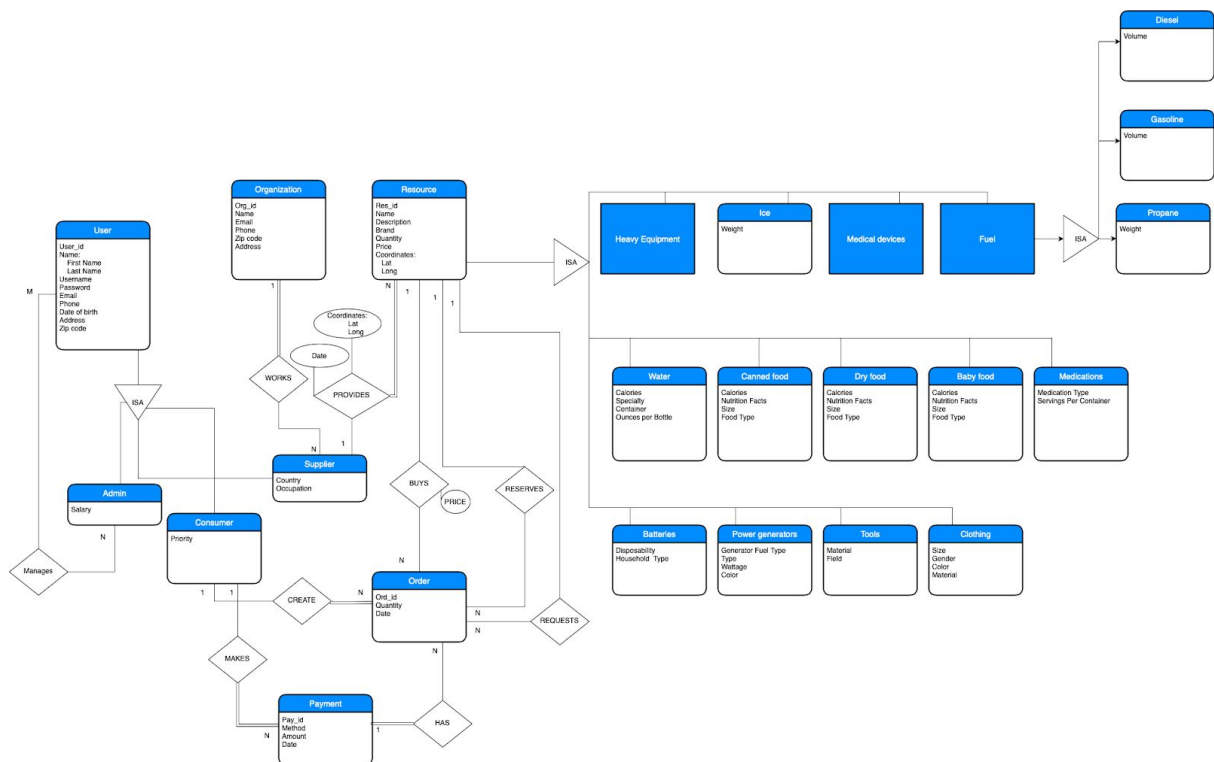 Diesel
Volume
Gasoline
Volume
Propane
Weight
Organization
Org_id
Name
Email
Phone
Zip code
Address
Resource
Res_id
Name
Description
Brand
Quantity
Price
Coordinates:
Lat
Long
ISA
Heavy Equipment
Ice
Weight
Medical devices
Fuel
ISA
User
User_id
Name:
First Name
Last Name
Username
Password
Email
Phone
Date of birth
Address
Zip code
M
1
N
1
1
1
Coordinates:
Lat
Long
Date
WORKS
PROVIDES
N
1
ISA
Supplier
Country
Occupation
Water
Calories
Specialty
Container
Ounces per Bottle
Canned food
Calories
Nutrition Facts
Size
Food Type
Dry food
Calories
Nutrition Facts
Size
Food Type
Baby food
Calories
Nutrition Facts
Size
Food Type
Medications
Medication Type
Servings Per Container
Admin
Salary
N
Manages
Consumer
Priority
1
1
BUYS
PRICE
RESERVES
N
Batteries
Disposability
Household Type
Power generators
Generator Fuel Type
Type
Wattage
Color
Tools
Material
Field
Clothing
Size
Gender
Color
Material
CREATE
N
Order
Ord_id
Quantity
Date
N
N
REQUESTS
N
MAKES
N
Payment
Pay_id
Method
Amount
Date
1
HAS